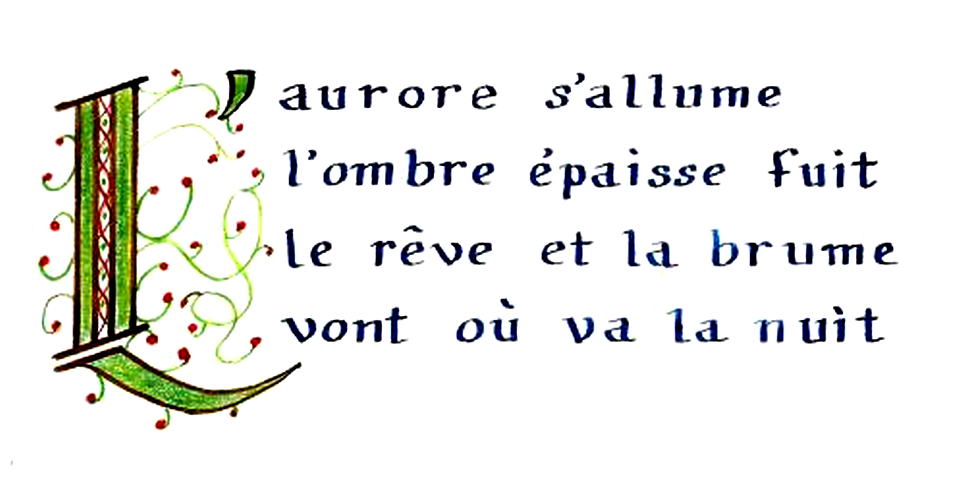 L'aurore s'allume
l'ombre épaisse fuit
le rêve et la brume
vont où va la nuit